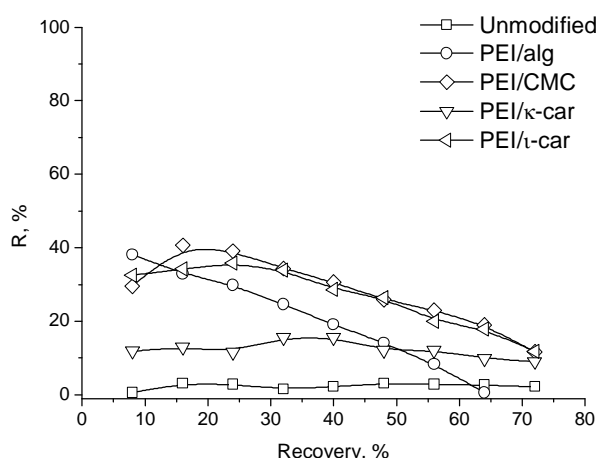 Unmodified
PEI/alg
PEI/CMC
PEI/κ-car
PEI/ι-car
100
80
60
40
20
0
R, %
0 10 20 30 40 50 60 70 80
Recovery, %